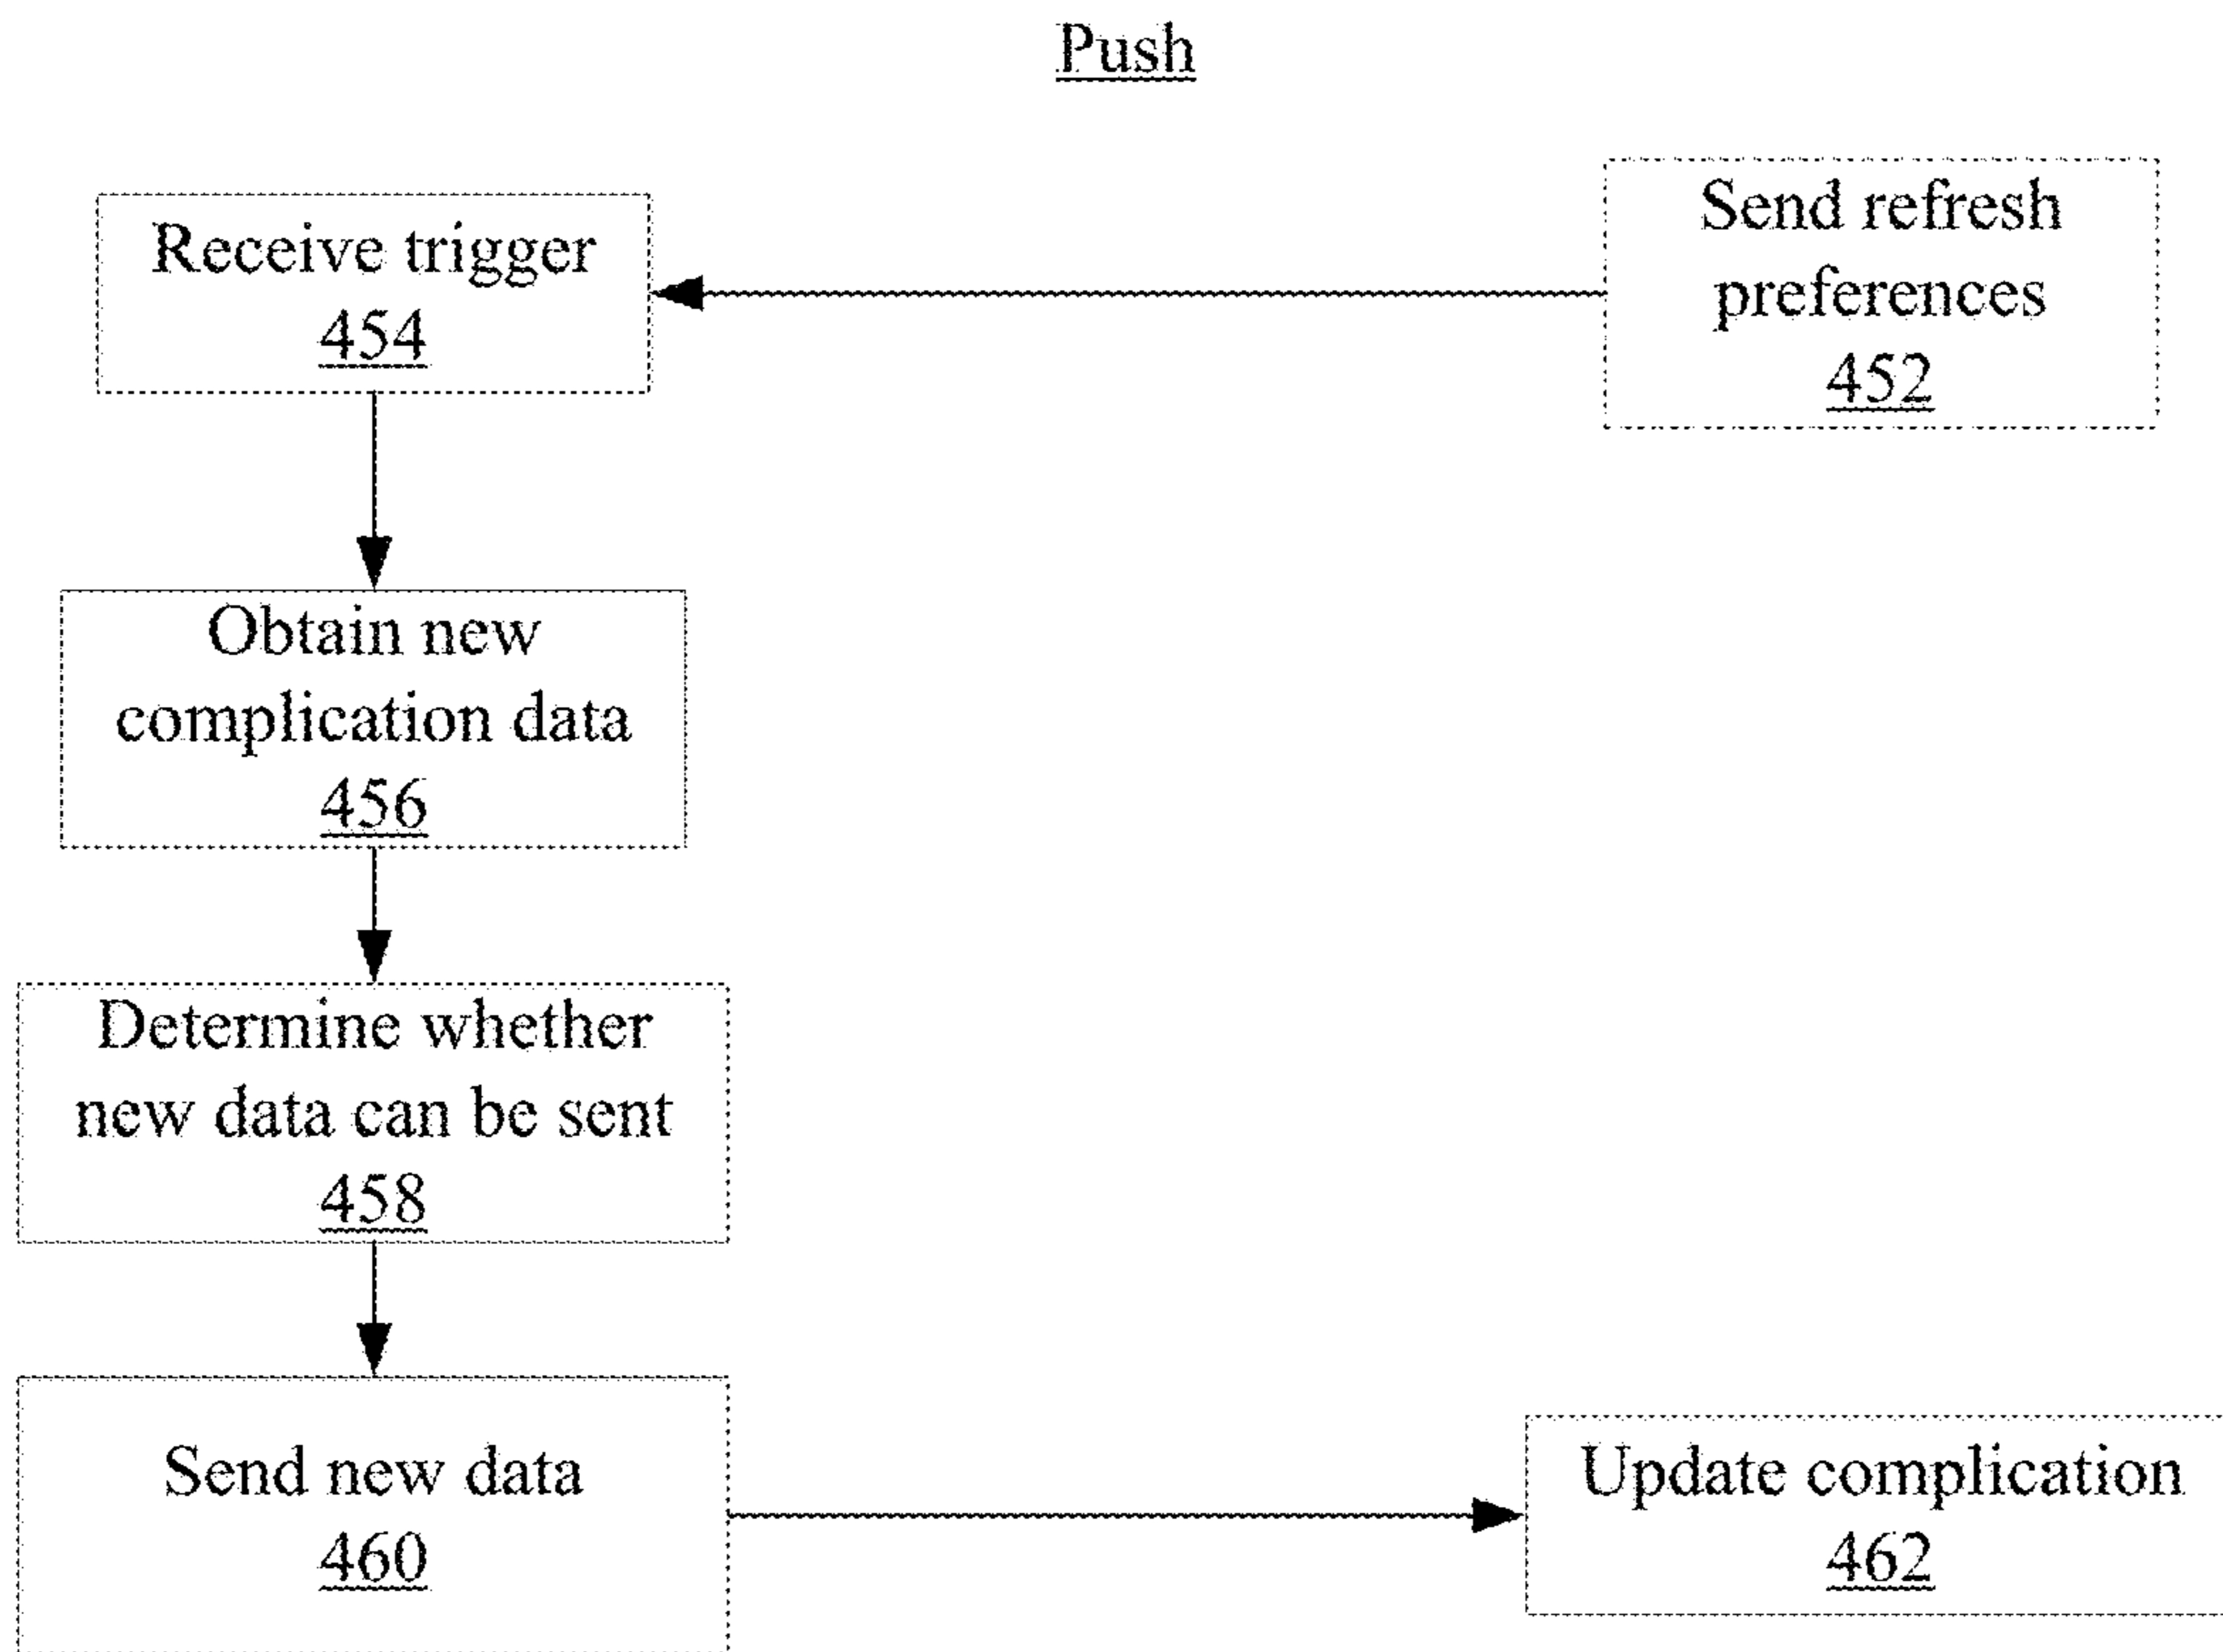 Push
Receive trigger
454
Send refresh
preferences
452
Obtain new
complication data
456
Determine whether
new data can be sent
458
Send new data
460
Update complication
462